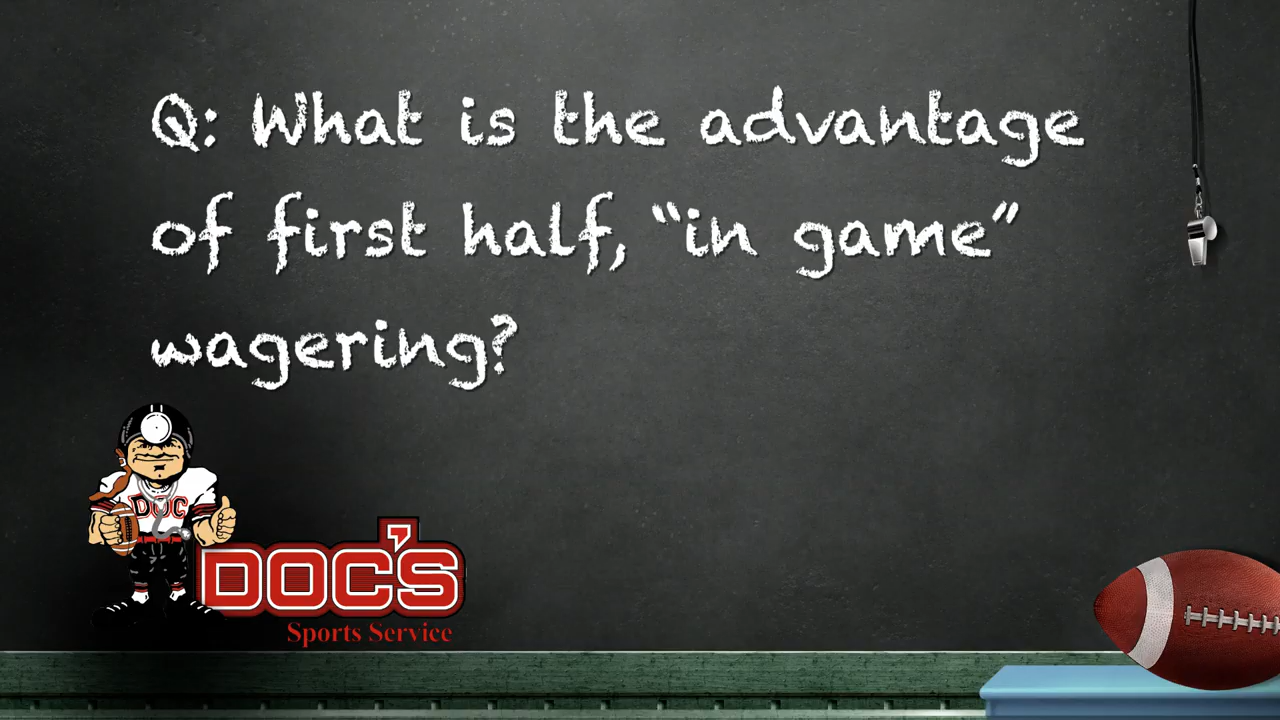 Q: What is the advantage
of first half, “in game”
wagering?
DOC
DOC'S
Sports Service